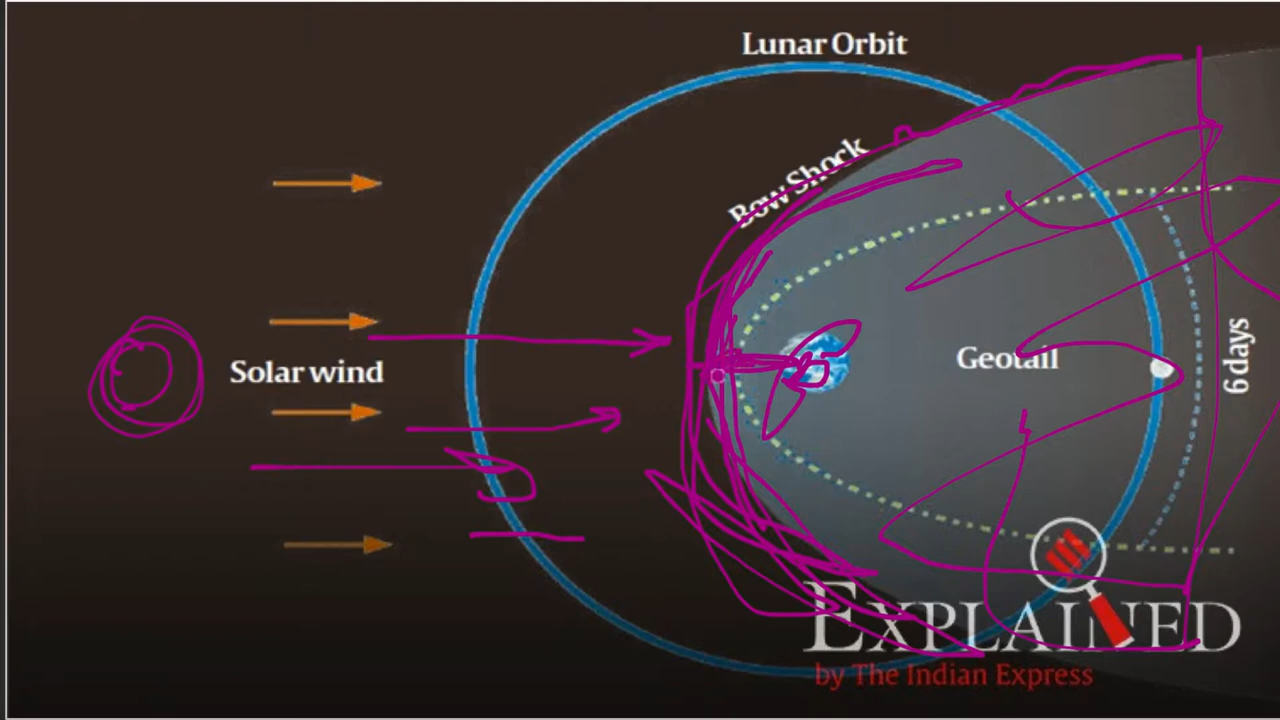 Lunar Orbit
Bow Shock
Solar wind
Geotail
6 days
EXPLAINED
by The Indian Express